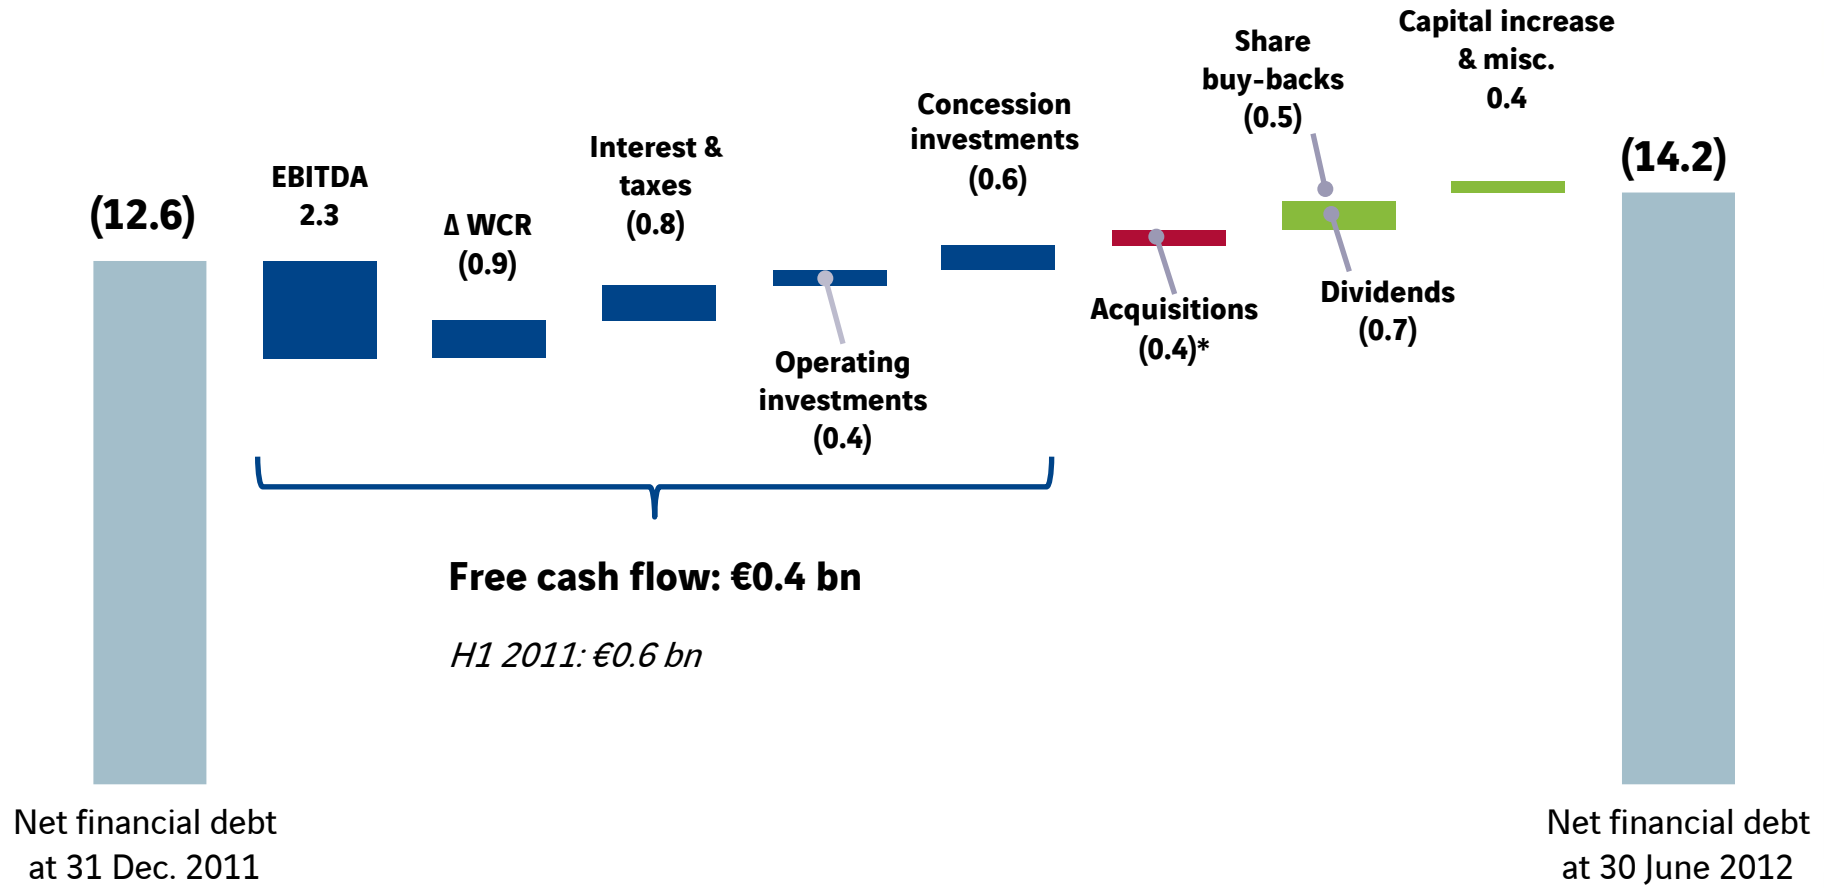 (12.6)
EBITDA
2.3
Δ WCR
(0.9)
Interest &
taxes
(0.8)
Operating
investments
(0.4)
Concession
investments
(0.6)
Acquisitions
(0.4)*
Share
buy-backs
(0.5)
Dividends
(0.7)
Capital increase
& misc.
0.4
(14.2)
Free cash flow: €0.4 bn
H1 2011: €0.6 bn
Net financial debt
at 31 Dec. 2011
Net financial debt
at 30 June 2012